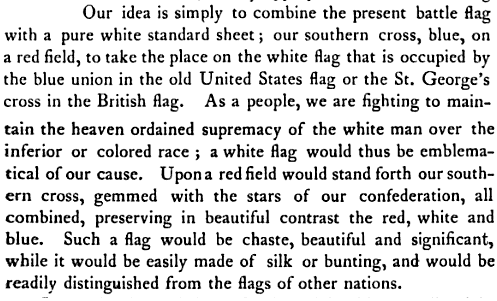 Our idea is simply to combine the present battle flag
with a pure white standard sheet ; our southern cross, blue, on
a red field, to take the place on the white flag that is occupied by
the blue union in the old United States flag or the St. George's
cross in the British flag. As a people, we are fighting to main-
tain the heaven ordained supremacy of the white man over the
inferior or colored race ; a white flag would thus be emblema-
tical of our cause. Upon a red field would stand forth our south-
ern cross, gemmed with the stars of our confederation, all
combined, preserving in beautiful contrast the red, white and
blue. Such a flag would be chaste, beautiful and significant,
while it would be easily made of silk or bunting, and would be
readily distinguished from the flags of other nations.